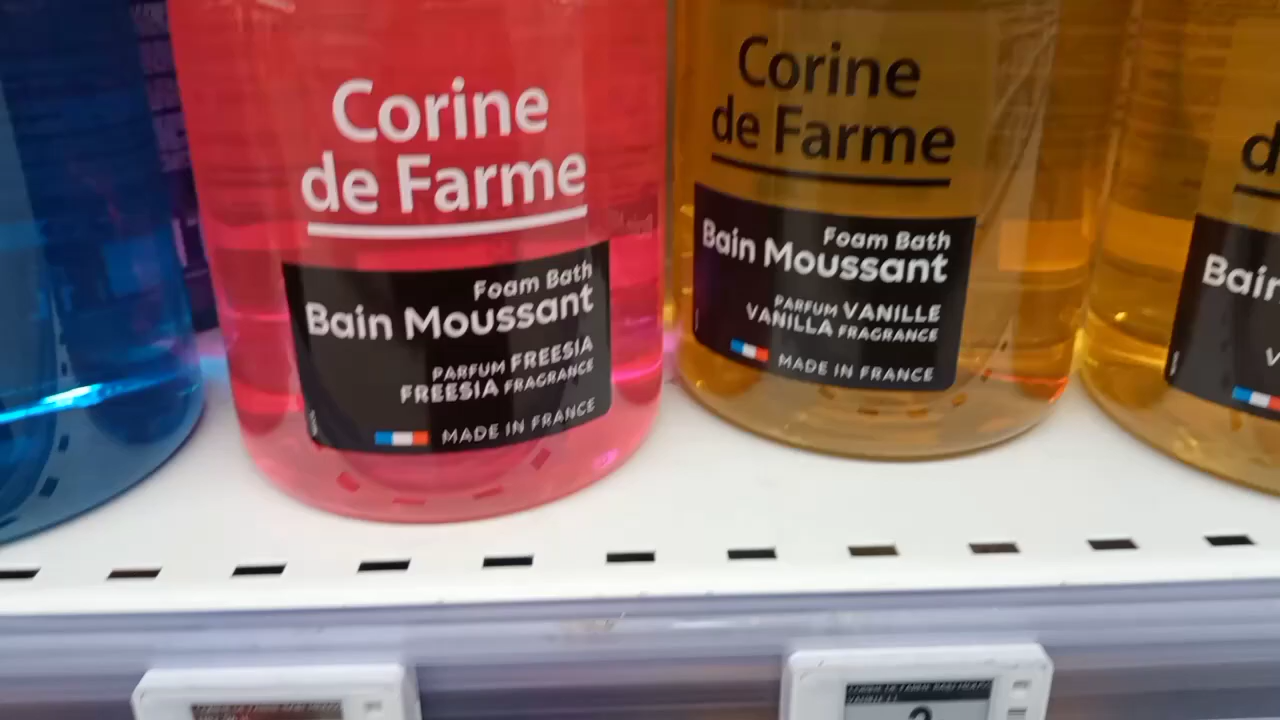 Corine
de Farme
Foam Bath
Bain Moussant
PARFUM FREESIA
FREESIA FRAGRANCE
MADE IN FRANCE
Corine
de Farme
Foam Bath
Bain Moussant
PARFUM VANILLE
VANILLA FRAGRANCE
MADE IN FRANCE